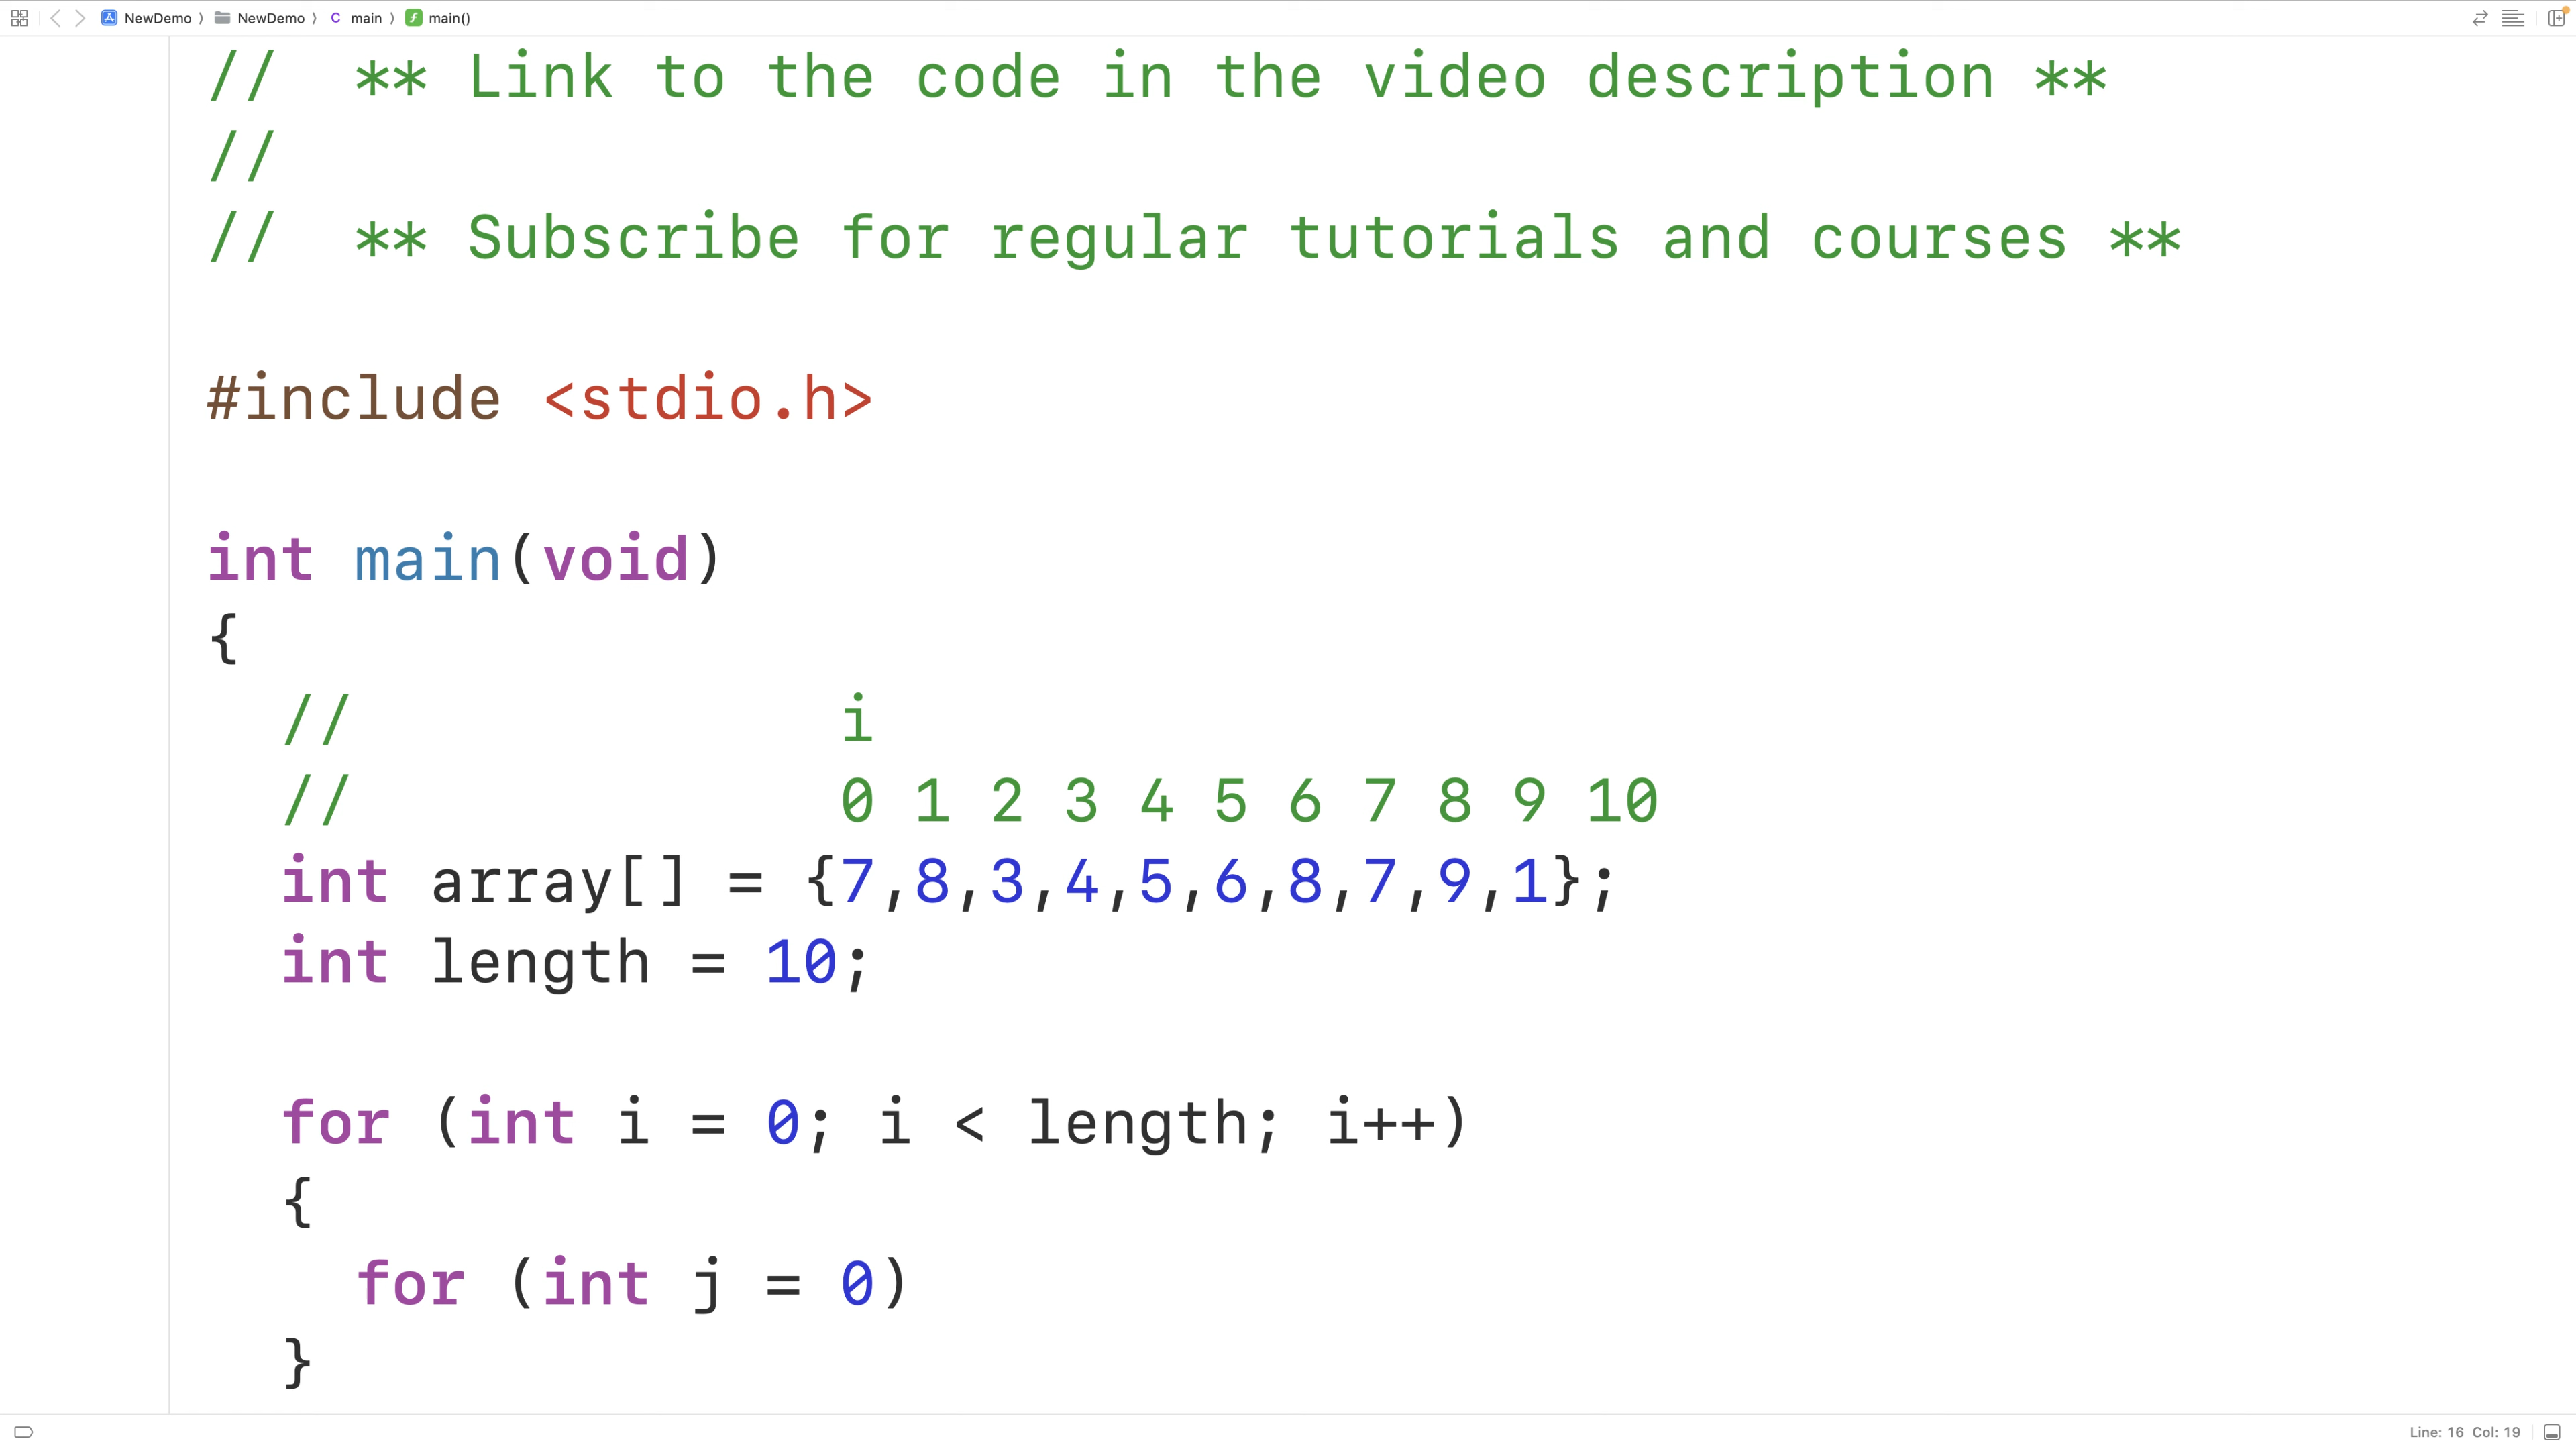 NewDemo 〉 NewDemo 〉 C main 〉 f main()
// ** Link to the code in the video description **
//
// ** Subscribe for regular tutorials and courses **
#include <stdio.h>
int main(void)
{
// i
// 0 1 2 3 4 5 6 7 8 9 10
int array[] = {7,8,3,4,5,6,8,7,9,1};
int length = 10;
for (int i = 0; i < length; i++)
{
for (int j = 0)
}
Line: 16 Col: 19